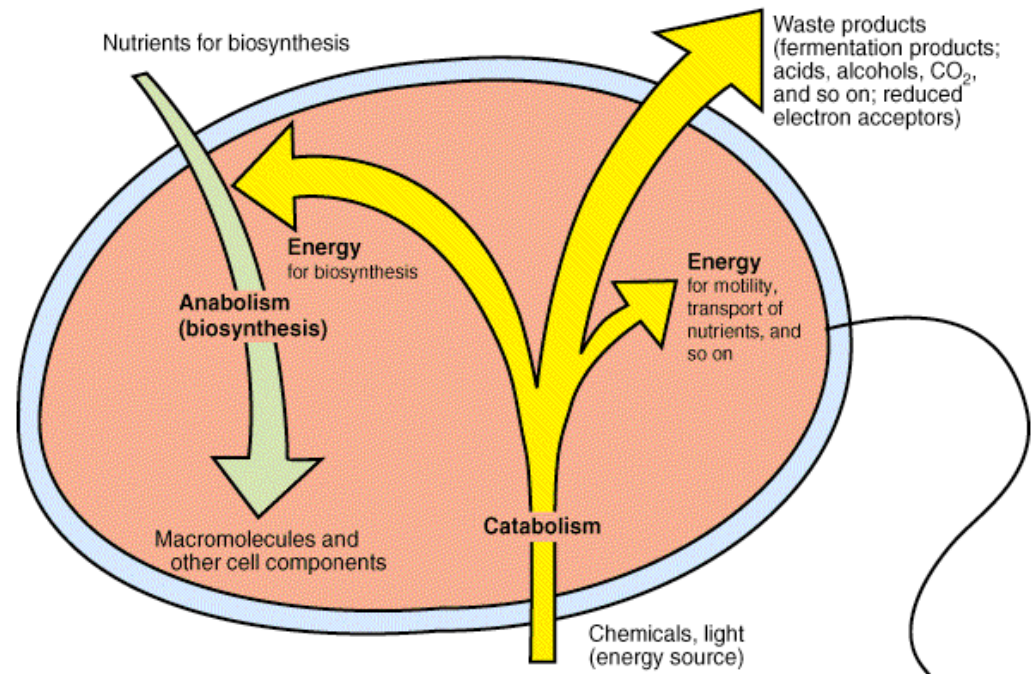 Nutrients for biosynthesis
Waste products
(fermentation products;
acids, alcohols, CO₂,
and so on; reduced
electron acceptors)
Energy
for biosynthesis
Energy
for motility,
transport of
nutrients, and
so on
Anabolism
(biosynthesis)
Catabolism
Macromolecules and
other cell components
Chemicals, light
(energy source)